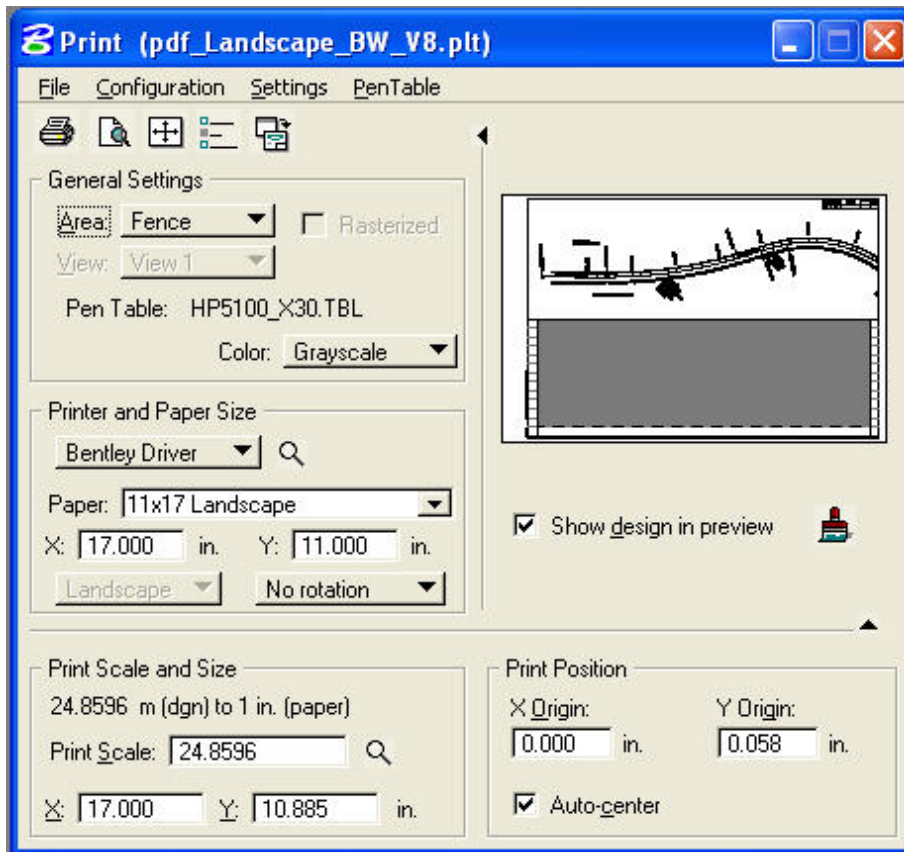 Print (pdf_Landscape_BW_V8.plt)
File Configuration Settings PenTable
General Settings
Area: Fence Rasterized
View: View 1
Pen Table: HP5100_X30.TBL
Color: Grayscale
Printer and Paper Size
Bentley Driver
Paper: 11x17 Landscape
X: 17.000 in. Y: 11.000 in.
Landscape No rotation
Show design in preview
Print Scale and Size
24.8596 m (dgn) to 1 in. (paper)
Print Scale: 24.8596
X: 17.000 Y: 10.885 in.
Print Position
X Origin: Y Origin:
0.000 in. 0.058 in.
Auto-center